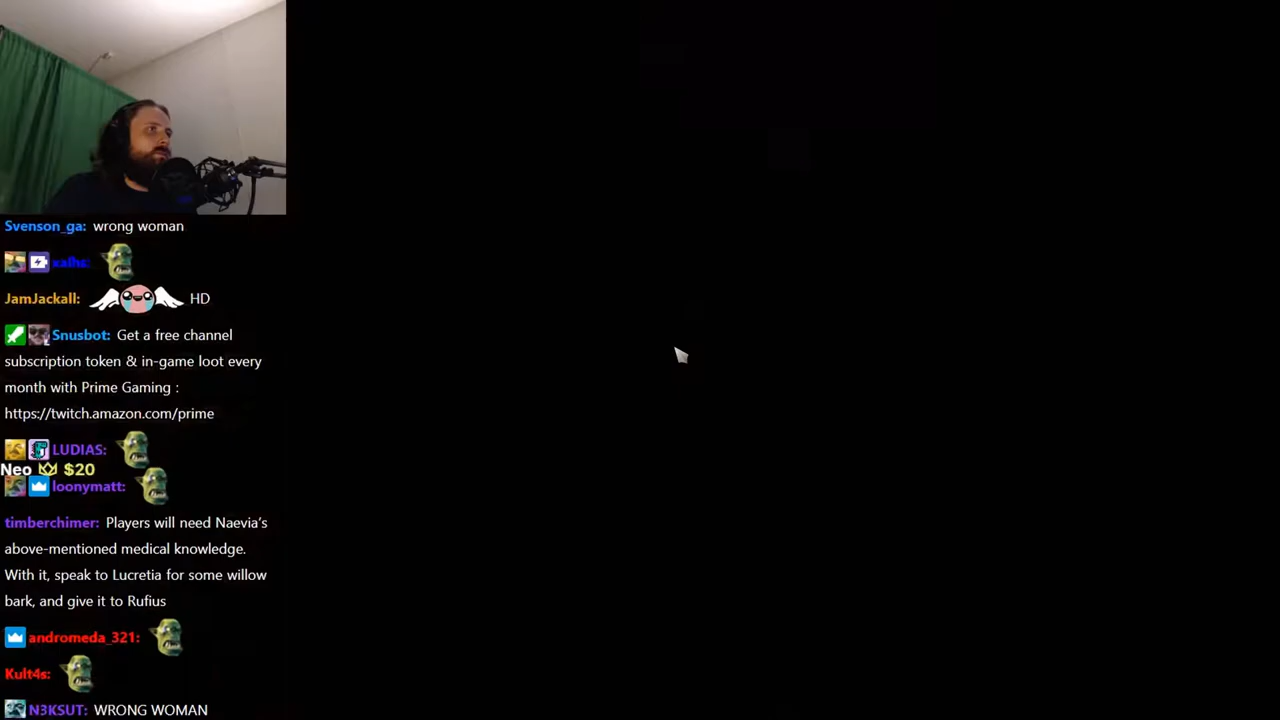 Svenson_ga: wrong woman
xalhs:
JamJackall: HD
Snusbot: Get a free channel
subscription token & in-game loot every
month with Prime Gaming :
https://twitch.amazon.com/prime
LUDIAS:
Neo $20
loonymatt:
timberchimer: Players will need Naevia's
above-mentioned medical knowledge.
With it, speak to Lucretia for some willow
bark, and give it to Rufius
andromeda_321:
Kult4s:
N3KSUT: WRONG WOMAN